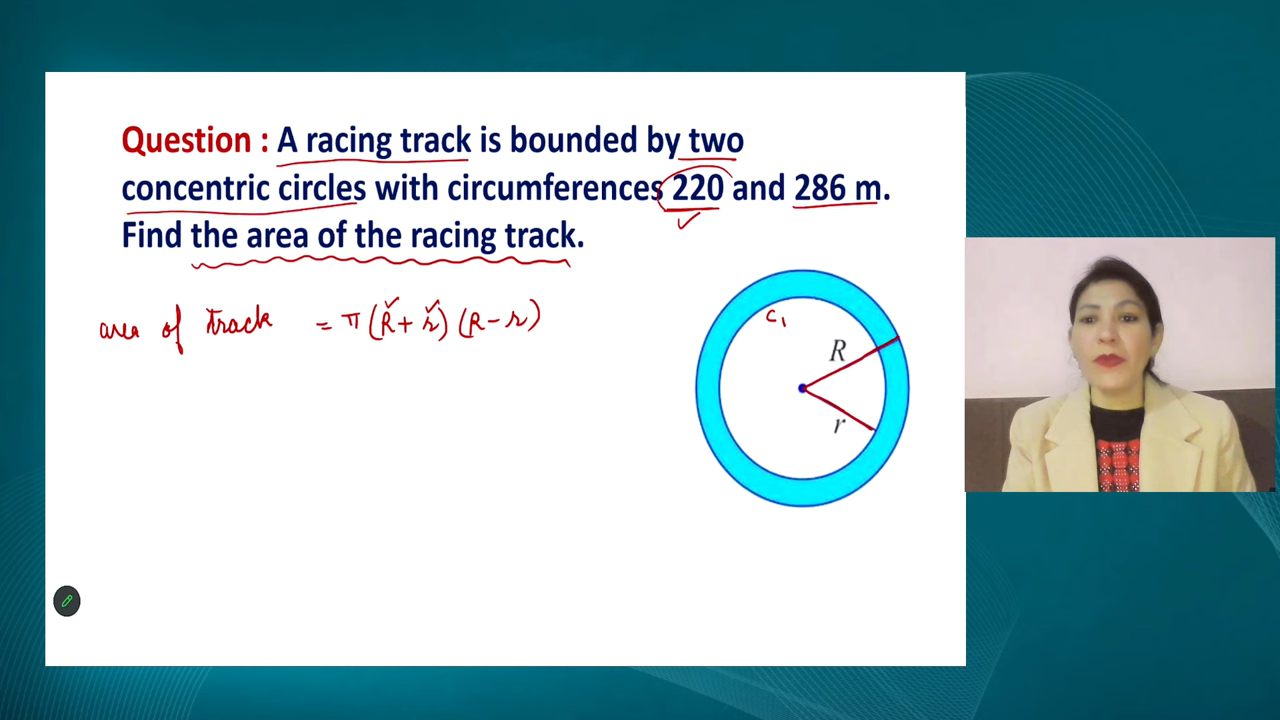 Question : A racing track is bounded by two
concentric circles with circumferences 220 and 286 m.
Find the area of the racing track.
area of track = π (R + r) (R - r)
C₁
R
r